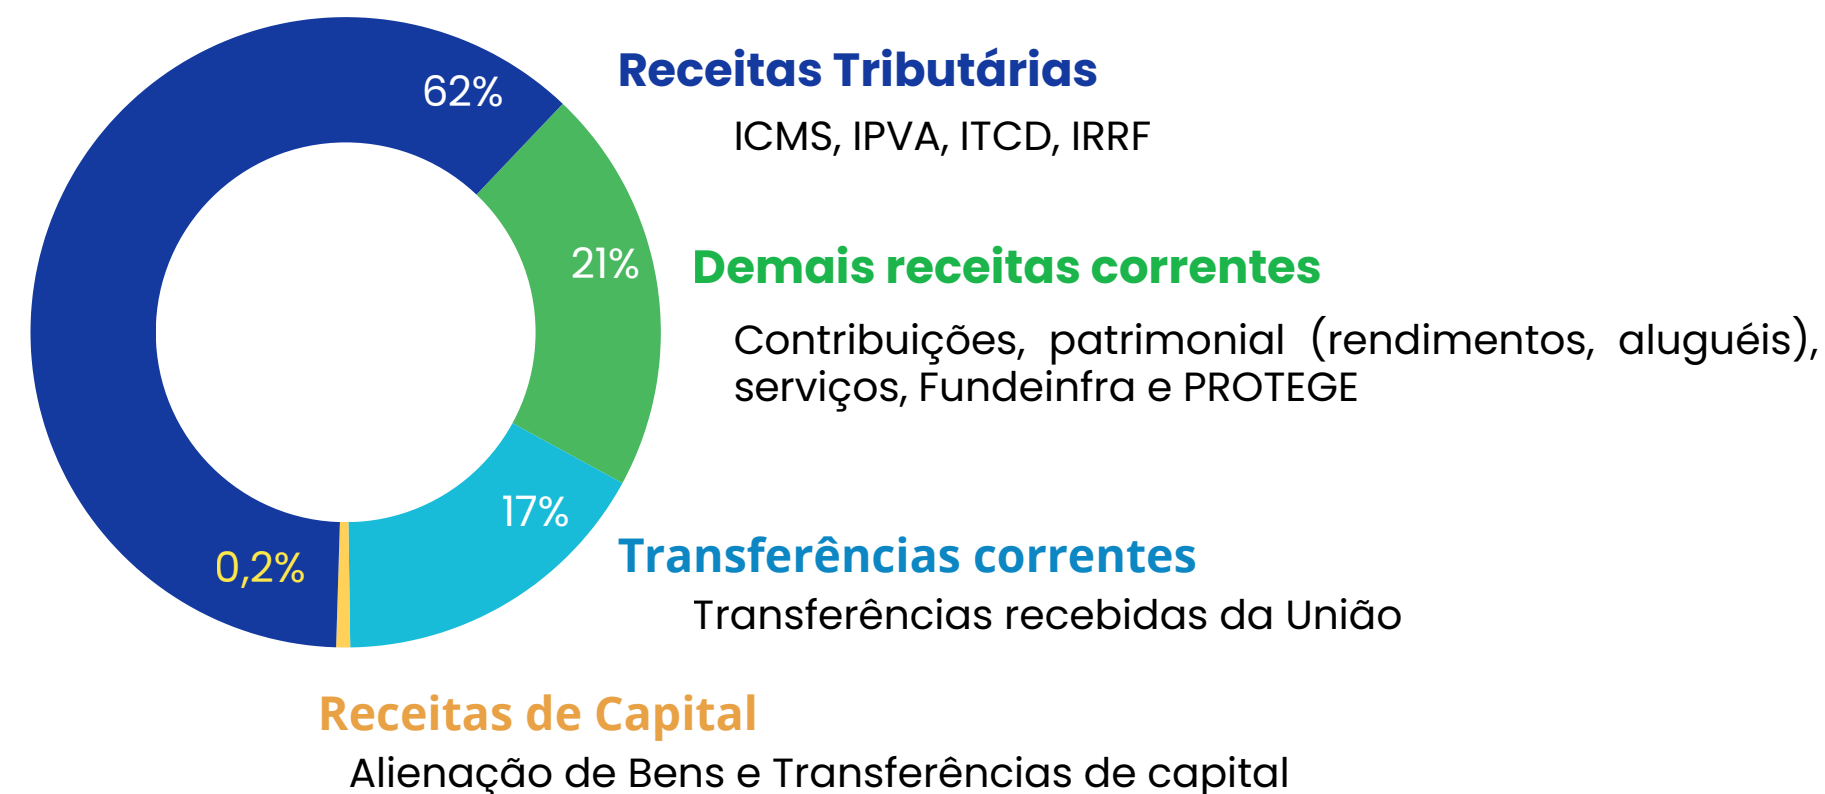 62%
Receitas Tributárias
ICMS, IPVA, ITCD, IRRF
21%
Demais receitas correntes
Contribuições, patrimonial (rendimentos, aluguéis),
serviços, Fundeinfra e PROTEGE
17%
Transferências correntes
Transferências recebidas da União
0,2%
Receitas de Capital
Alienação de Bens e Transferências de capital